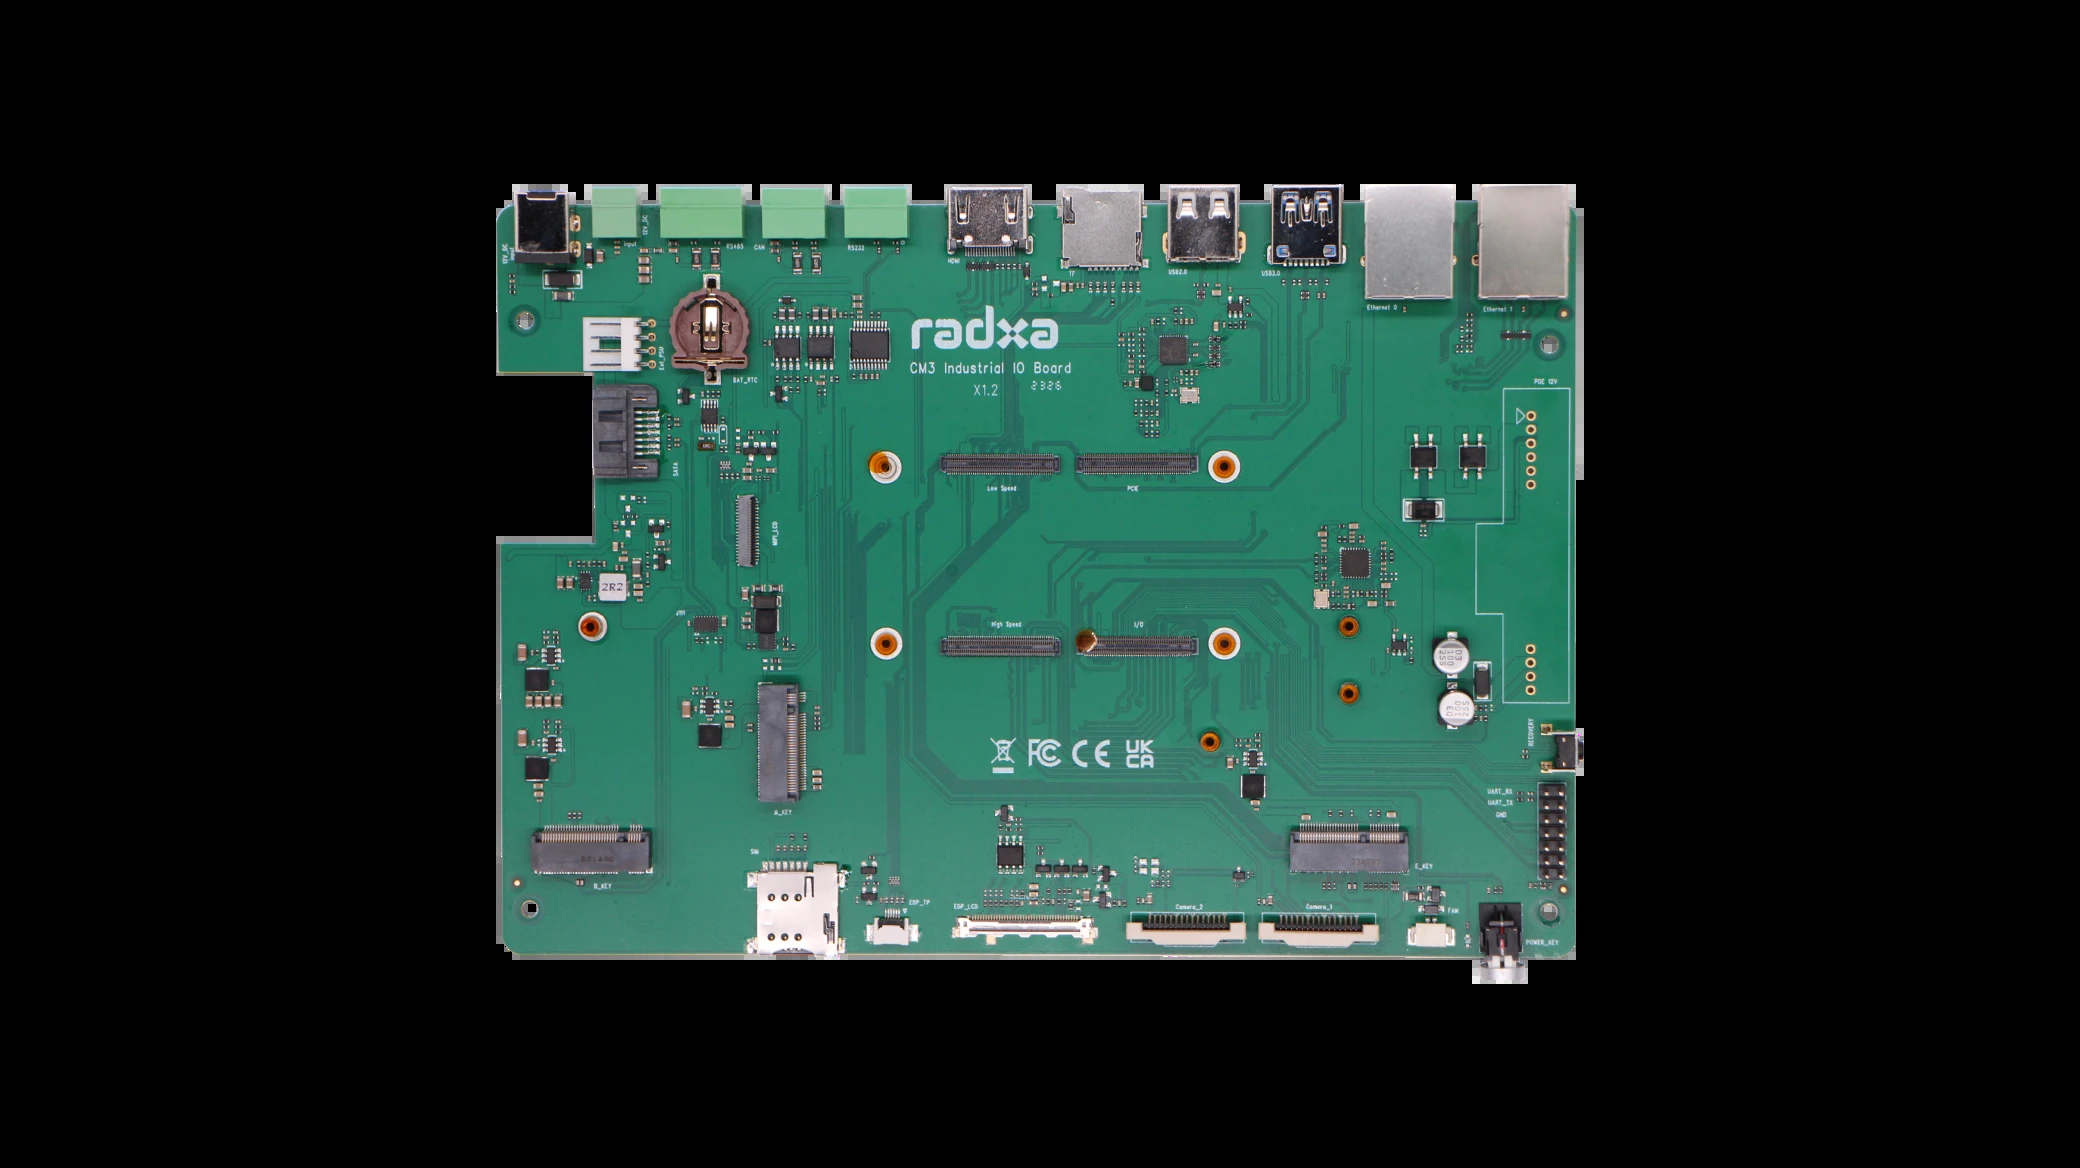 12V_DC
input
input
12V_DC
RS485
CAN
RS232
HDMI
TF
USB2.0
USB3.0
Ethernet 0
Ethernet 1
radxa
CM3 Industrial IO Board
X1.2
2326
Ext_PSU
BAT_RTC
POE 12V
SATA
Low Speed
PCIE
MIPI_LCD
2R2
High Speed
I/O
FC CE UK
CA
RECOVERY
UART_RX
UART_TX
GND
M_KEY
SIM
B_KEY
E_KEY
EDP_TP
EDP_LCD
Camera_2
Camera_1
FAN
POWER_KEY